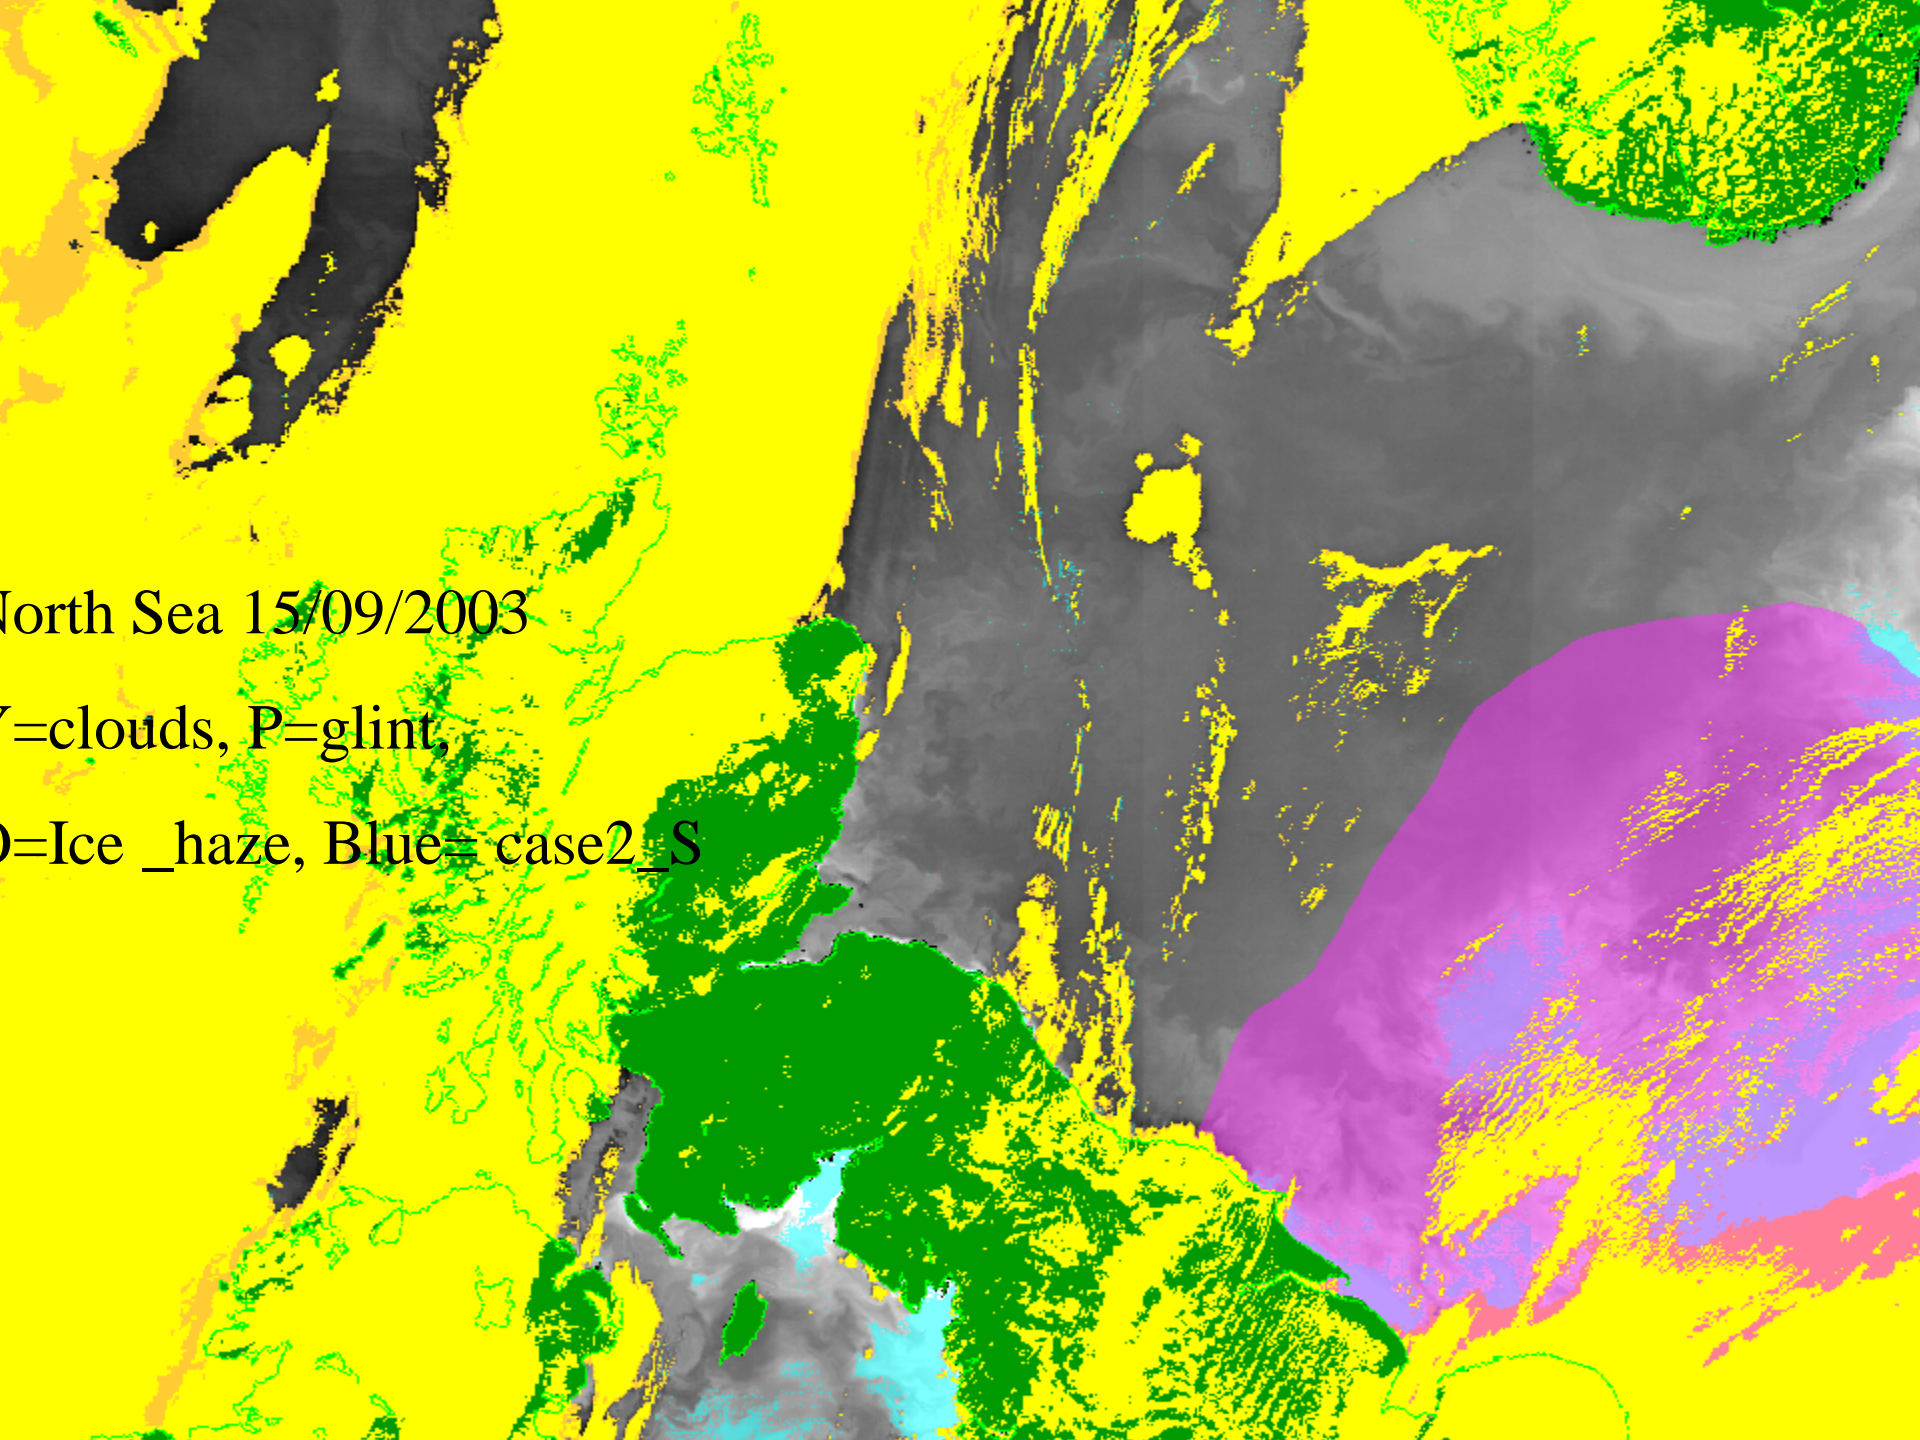 North Sea 15/09/2003
Y=clouds, P=glint,
O=Ice _haze, Blue= case2_S